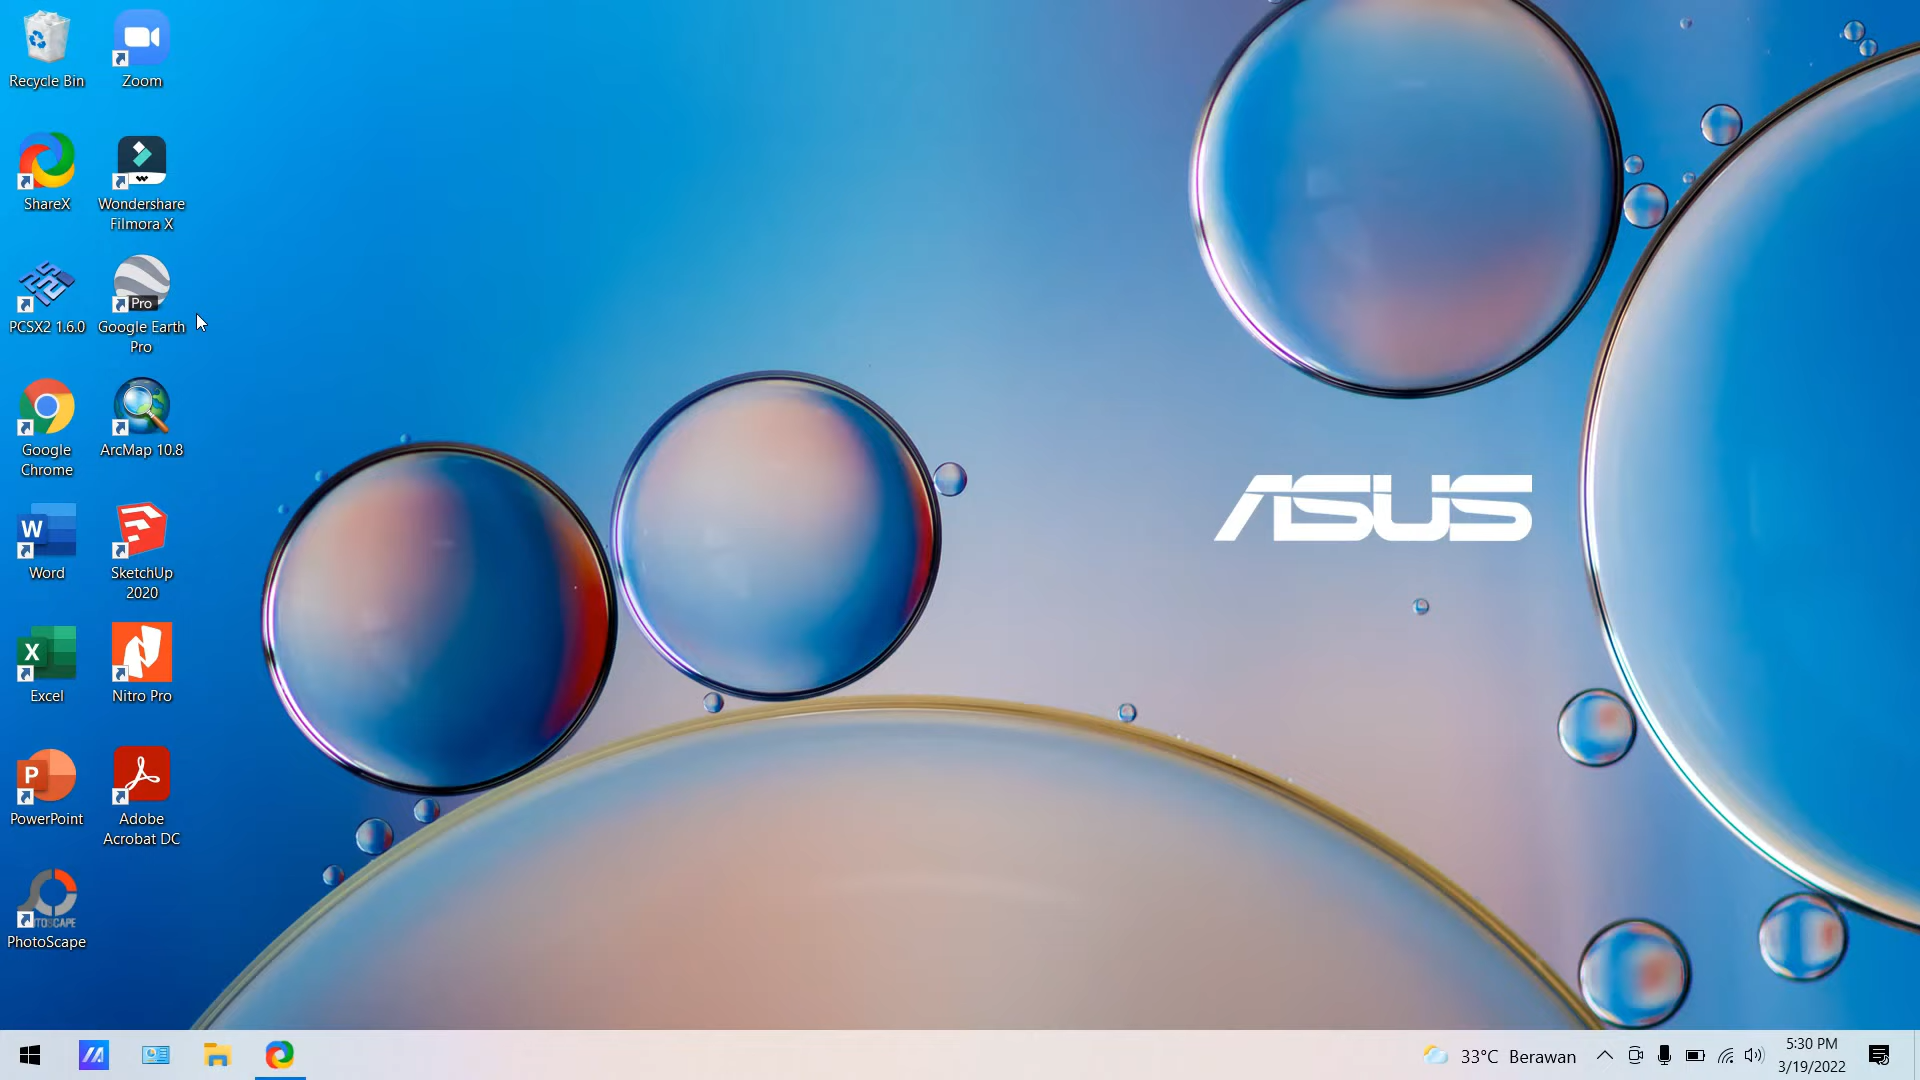 Recycle Bin
Zoom
ShareX
Wondershare
Filmora X
PCSX2 1.6.0
Pro
Google Earth
Pro
Google
Chrome
ArcMap 10.8
W
Word
SketchUp
2020
X
Excel
Nitro Pro
P
PowerPoint
Adobe
Acrobat DC
PhotoScape
ASUS
33°C Berawan
5:30 PM
3/19/2022